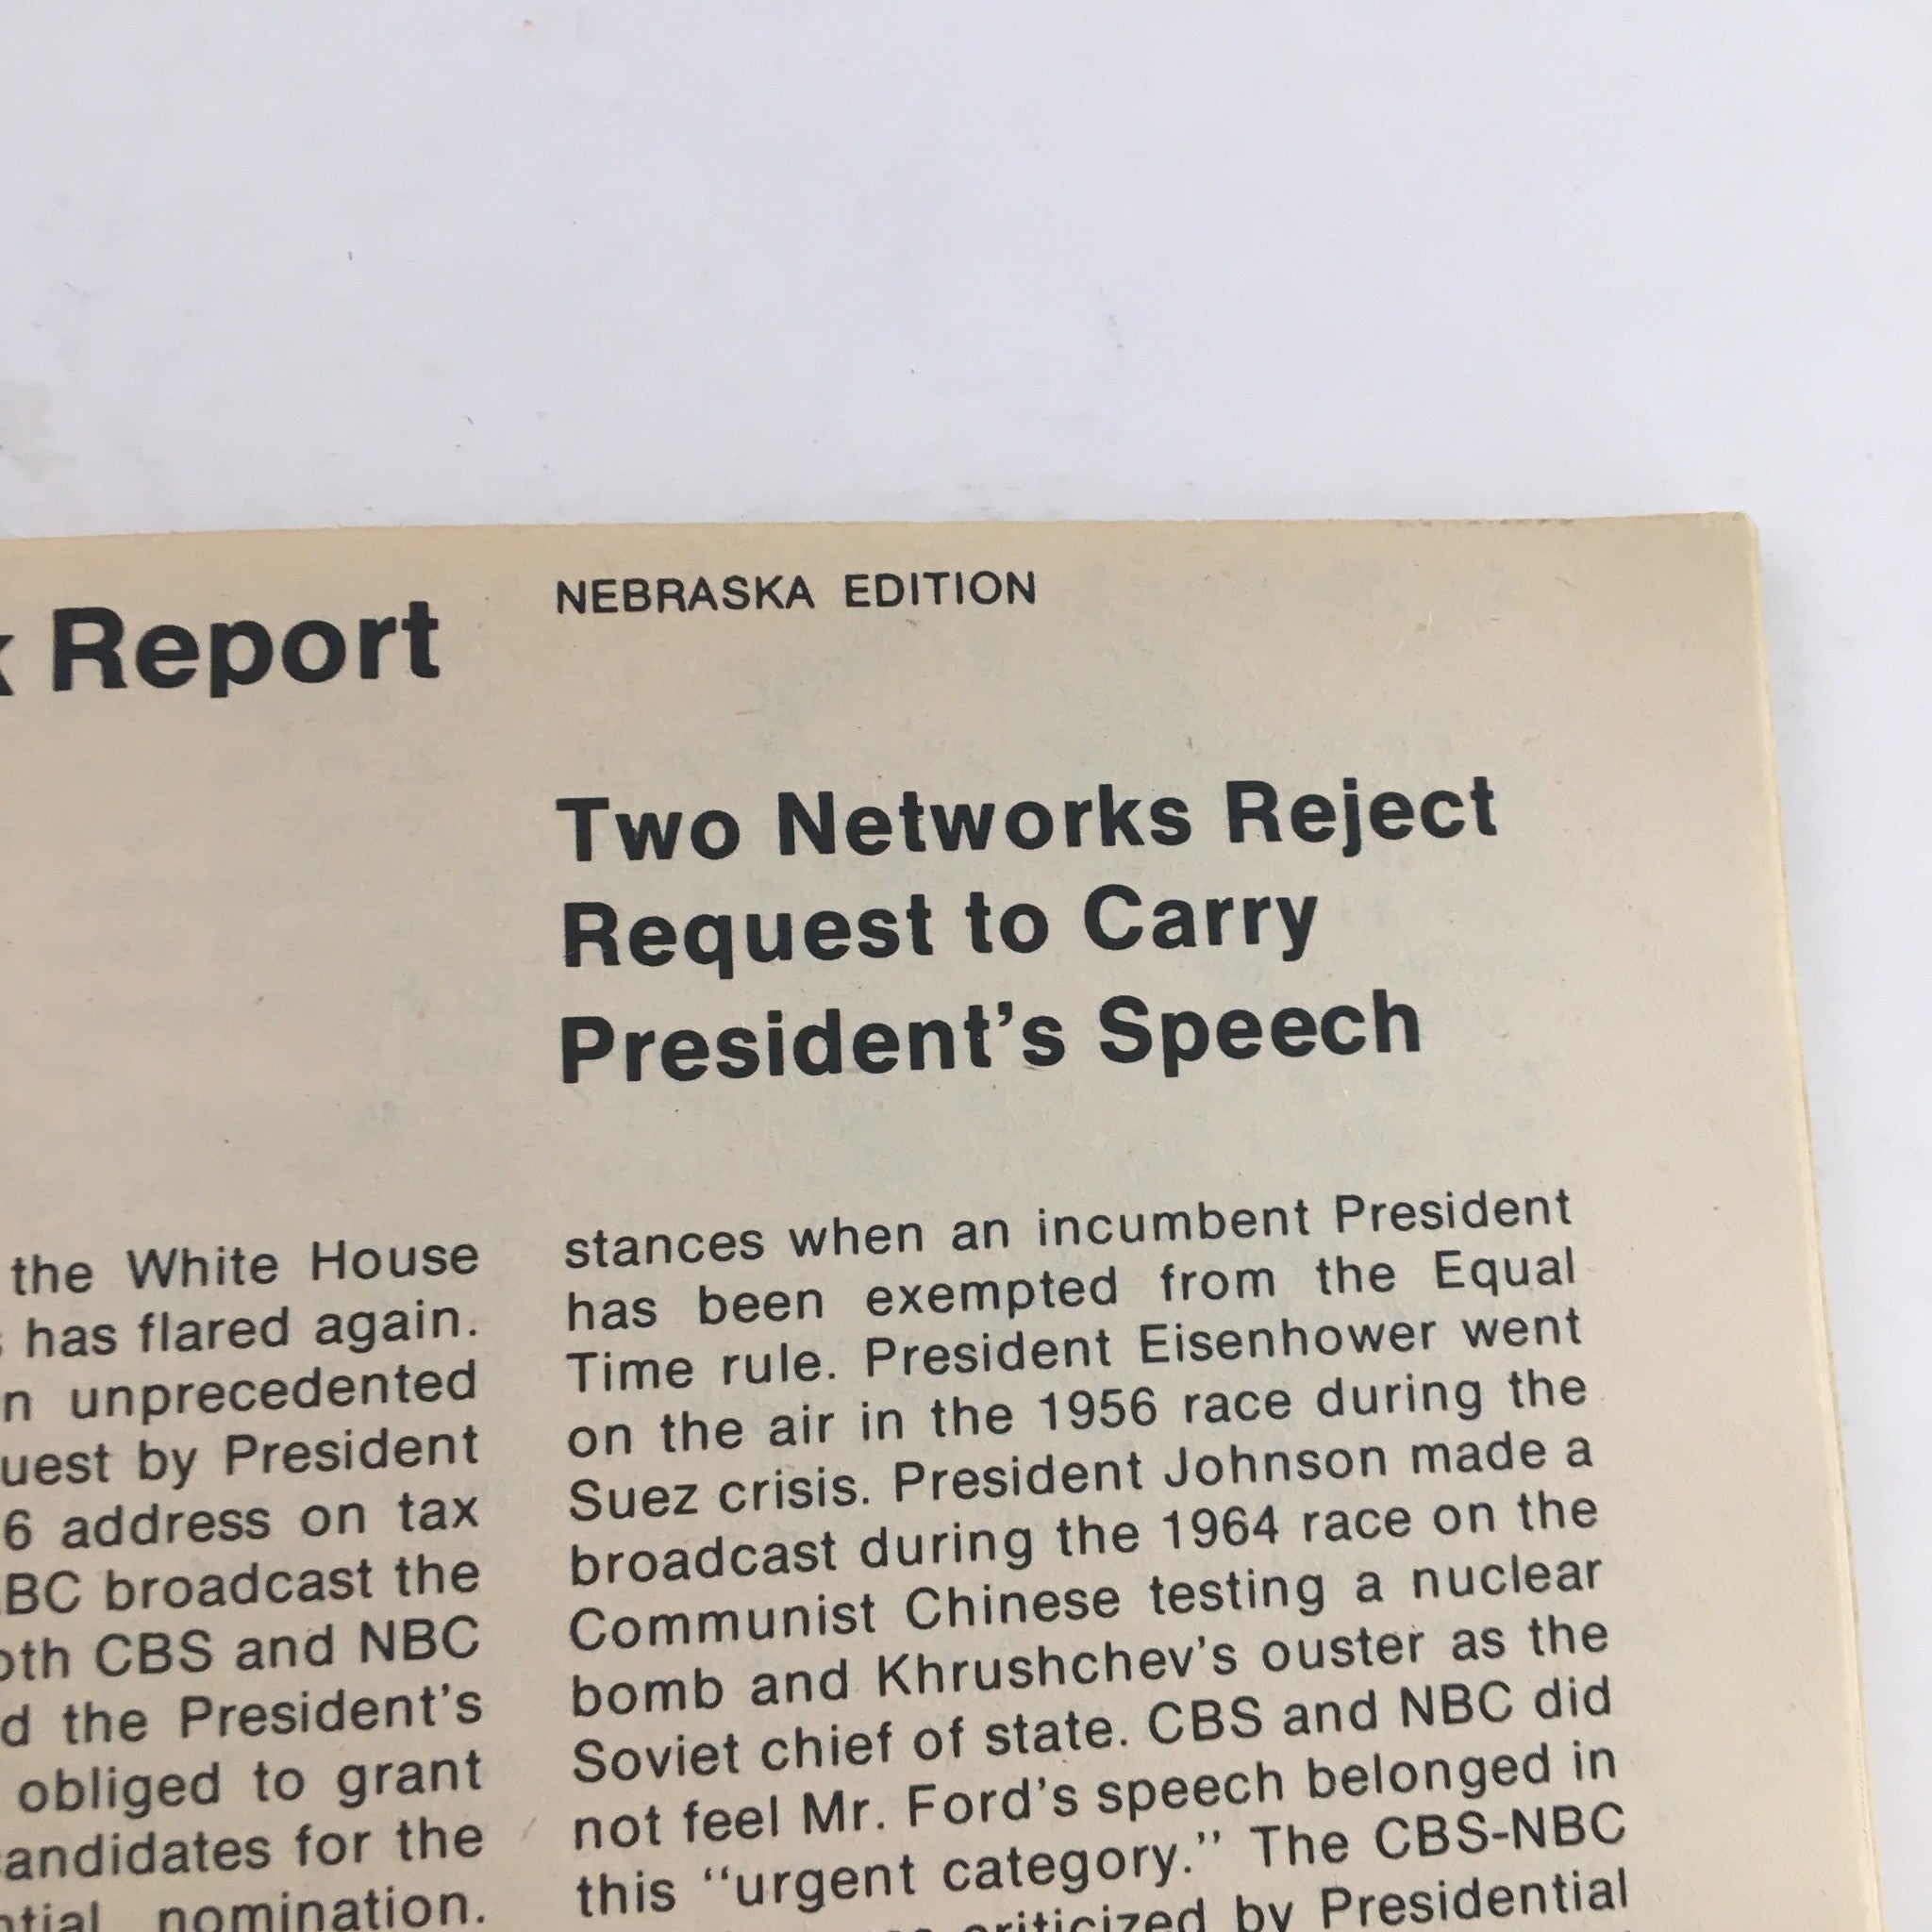 Report
NEBRASKA EDITION
Two Networks Reject
Request to Carry
President's Speech
the White House
has flared again.
unprecedented
by President
6 address on tax
broadcast the
CBS and NBC
the President's
obliged to grant
for the
nomination.
stances when an incumbent President
has been exempted from the Equal
Time rule. President Eisenhower went
on the air in the 1956 race during the
Suez crisis. President Johnson made a
broadcast during the 1964 race on the
Communist Chinese testing a nuclear
bomb and Khrushchev's ouster as the
Soviet chief of state. CBS and NBC did
not feel Mr. Ford's speech belonged in
this "urgent category." The CBS-NBC
criticized by Presidential